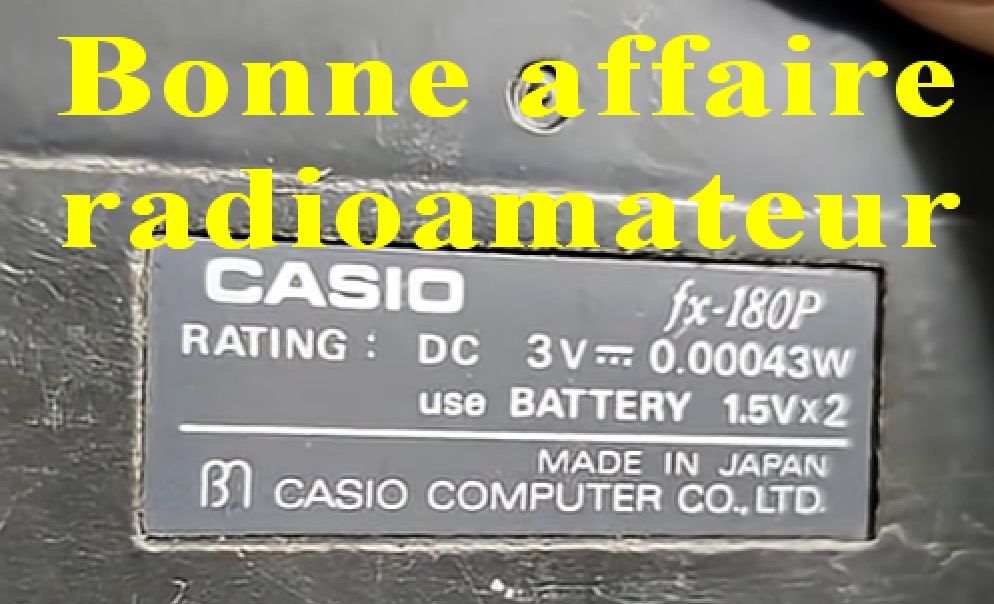 Bonne affaire
radioamateur
CASIO fx-180P
RATING : DC 3V⎓ 0.00043W
use BATTERY 1.5V×2
MADE IN JAPAN
CASIO COMPUTER CO., LTD.